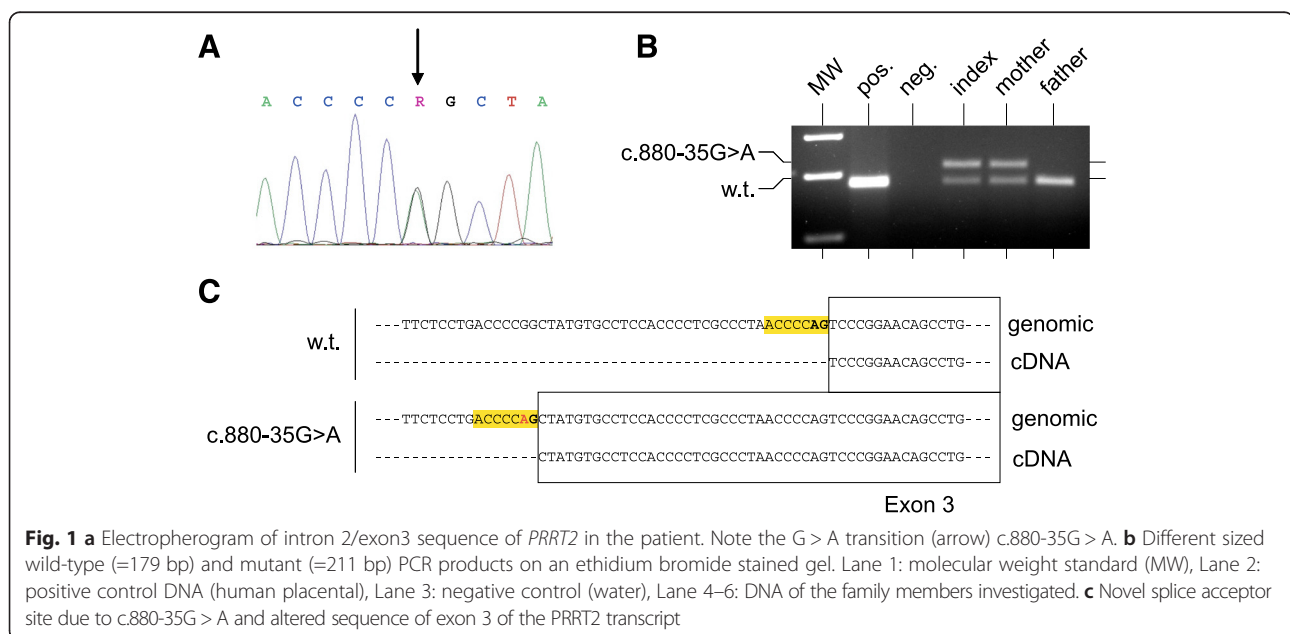 A
A C C C C R G C T A
B
MW pos. neg. index mother father
c.880-35G>A
w.t.
C
w.t.
---TTCTCCTGACCCCGGCTATGTGCCTCCACCCCTCGCCCTAACCCCAGTCCCGGAACAGCCTG--- genomic
TCCCGGAACAGCCTG--- cDNA
c.880-35G>A
---TTCTCCTGACCCCAGCTATGTGCCTCCACCCCTCGCCCTAACCCCAGTCCCGGAACAGCCTG--- genomic
CTATGTGCCTCCACCCCTCGCCCTAACCCCAGTCCCGGAACAGCCTG--- cDNA
Exon 3
Fig. 1 a Electropherogram of intron 2/exon3 sequence of PRRT2 in the patient. Note the G > A transition (arrow) c.880-35G > A. b Different sized
wild-type (=179 bp) and mutant (=211 bp) PCR products on an ethidium bromide stained gel. Lane 1: molecular weight standard (MW), Lane 2:
positive control DNA (human placental), Lane 3: negative control (water), Lane 4–6: DNA of the family members investigated. c Novel splice acceptor
site due to c.880-35G > A and altered sequence of exon 3 of the PRRT2 transcript